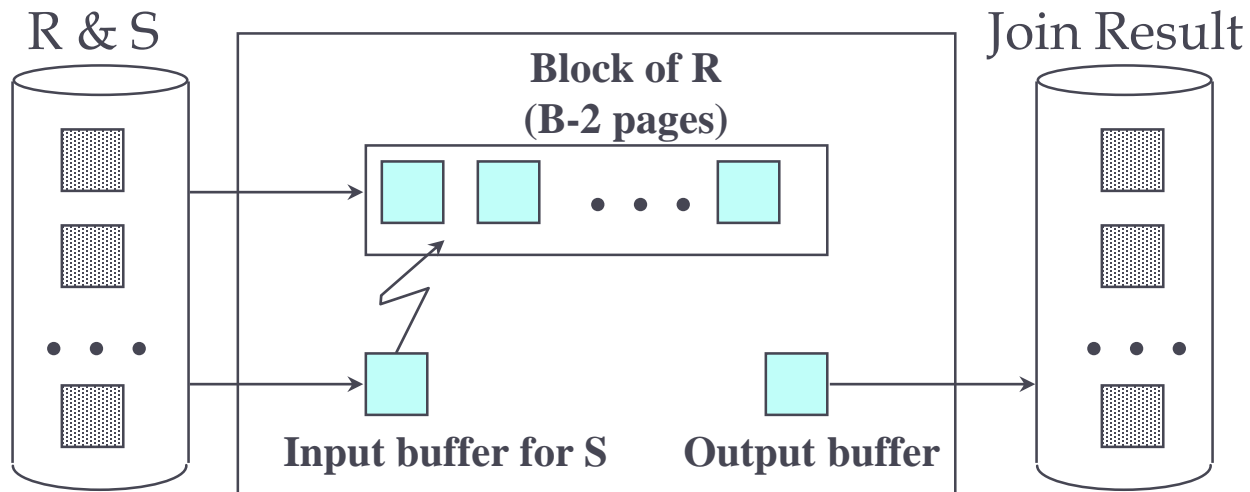 R & S
Join Result
Block of R
(B-2 pages)
Input buffer for S
Output buffer